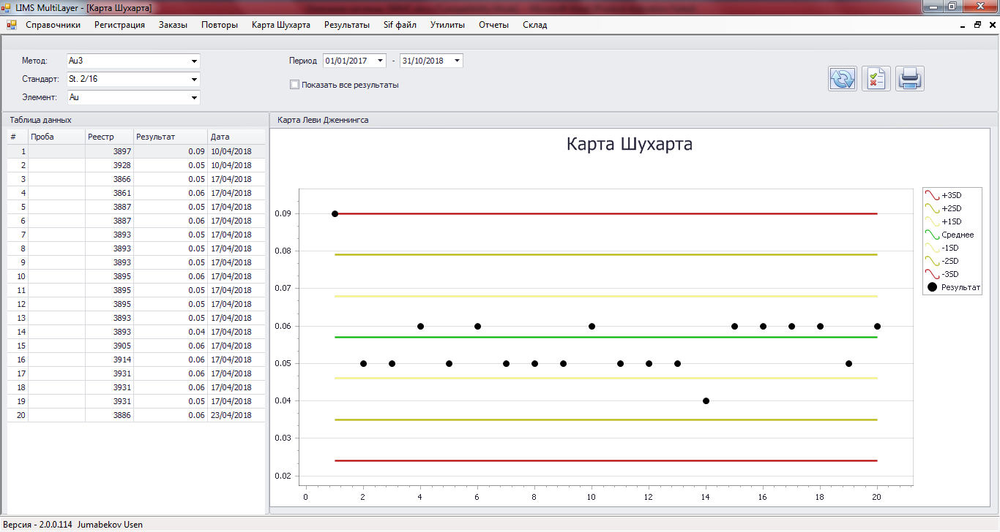 LIMS MultiLayer - [Карта Шухарта]
Справочники Регистрация Заказы Повторы Карта Шухарта Результаты Sif файл Утилиты Отчеты Склад
Метод: Au3 Период 01/01/2017 - 31/10/2018
Стандарт: St. 2/16 Показать все результаты
Элемент: Au
Таблица данных
# Проба Реестр Результат Дата
1 3897 0.09 10/04/2018
2 3928 0.05 10/04/2018
3 3866 0.05 17/04/2018
4 3861 0.06 17/04/2018
5 3887 0.05 17/04/2018
6 3887 0.06 17/04/2018
7 3893 0.05 17/04/2018
8 3893 0.05 17/04/2018
9 3893 0.05 17/04/2018
10 3895 0.06 17/04/2018
11 3895 0.05 17/04/2018
12 3895 0.05 17/04/2018
13 3893 0.05 17/04/2018
14 3893 0.04 17/04/2018
15 3905 0.06 17/04/2018
16 3914 0.06 17/04/2018
17 3931 0.06 17/04/2018
18 3931 0.06 17/04/2018
19 3931 0.05 17/04/2018
20 3886 0.06 23/04/2018
Карта Леви Дженнингса
Карта Шухарта
0.09
0.08
0.07
0.06
0.05
0.04
0.03
0.02
0 2 4 6 8 10 12 14 16 18 20
+3SD
+2SD
+1SD
Среднее
-1SD
-2SD
-3SD
Результат
Версия - 2.0.0.114 Jumabekov Usen